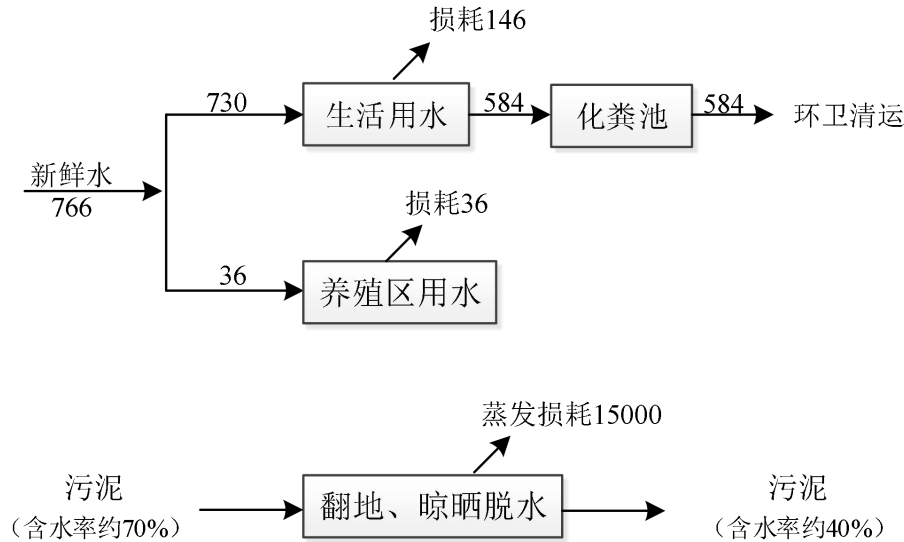 损耗146
730
生活用水
584
化粪池
584
环卫清运
新鲜水
766
损耗36
36
养殖区用水
蒸发损耗15000
污泥
（含水率约70%）
翻地、晾晒脱水
污泥
（含水率约40%）